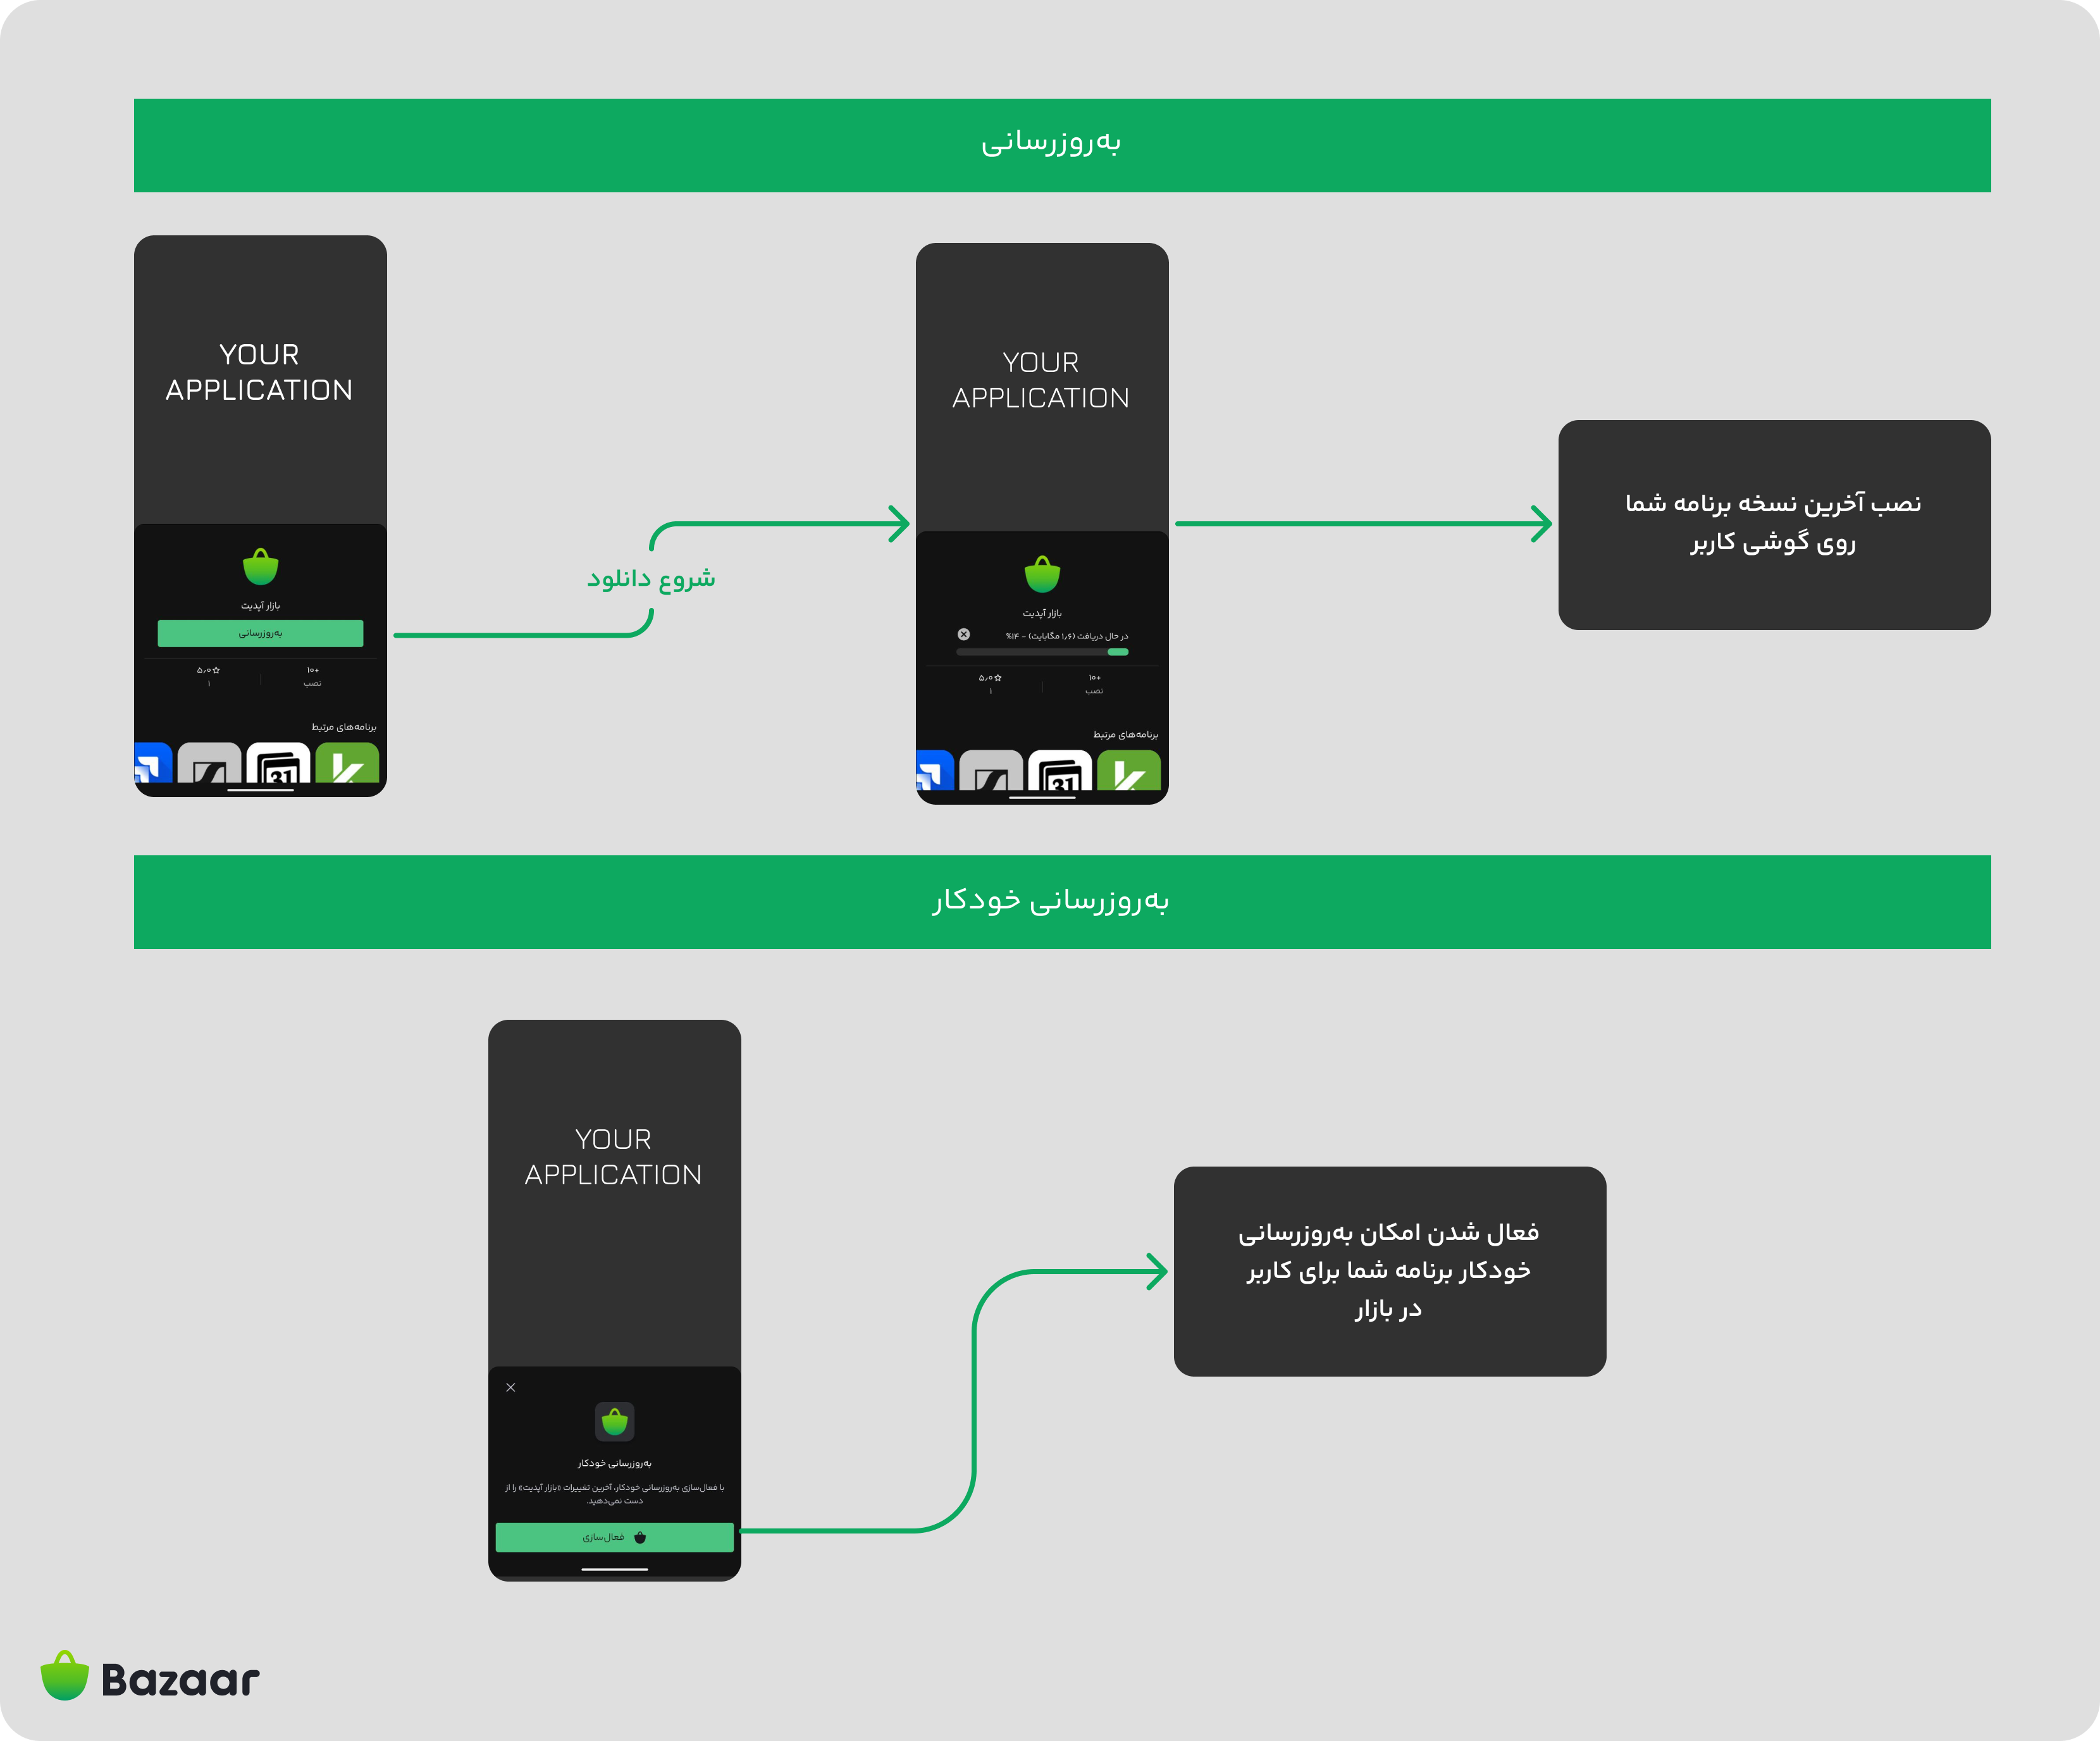 به‌روزرسانی
YOUR
APPLICATION
بازار آپدیت
به‌روزرسانی
۱۰+
نصب
۵٫۰
۱
برنامه‌های مرتبط
31
شروع دانلود
YOUR
APPLICATION
بازار آپدیت
در حال دریافت (۱٫۶ مگابایت) - ۱۴%
۱۰+
نصب
۵٫۰
۱
برنامه‌های مرتبط
31
نصب آخرین نسخه برنامه شما
روی گوشی کاربر
به‌روزرسانی خودکار
YOUR
APPLICATION
به‌روزرسانی خودکار
با فعال‌سازی به‌روزرسانی خودکار، آخرین تغییرات «بازار آپدیت» را از
دست نمی‌دهید.
فعال‌سازی
فعال شدن امکان به‌روزرسانی
خودکار برنامه شما برای کاربر
در بازار
Bazaar